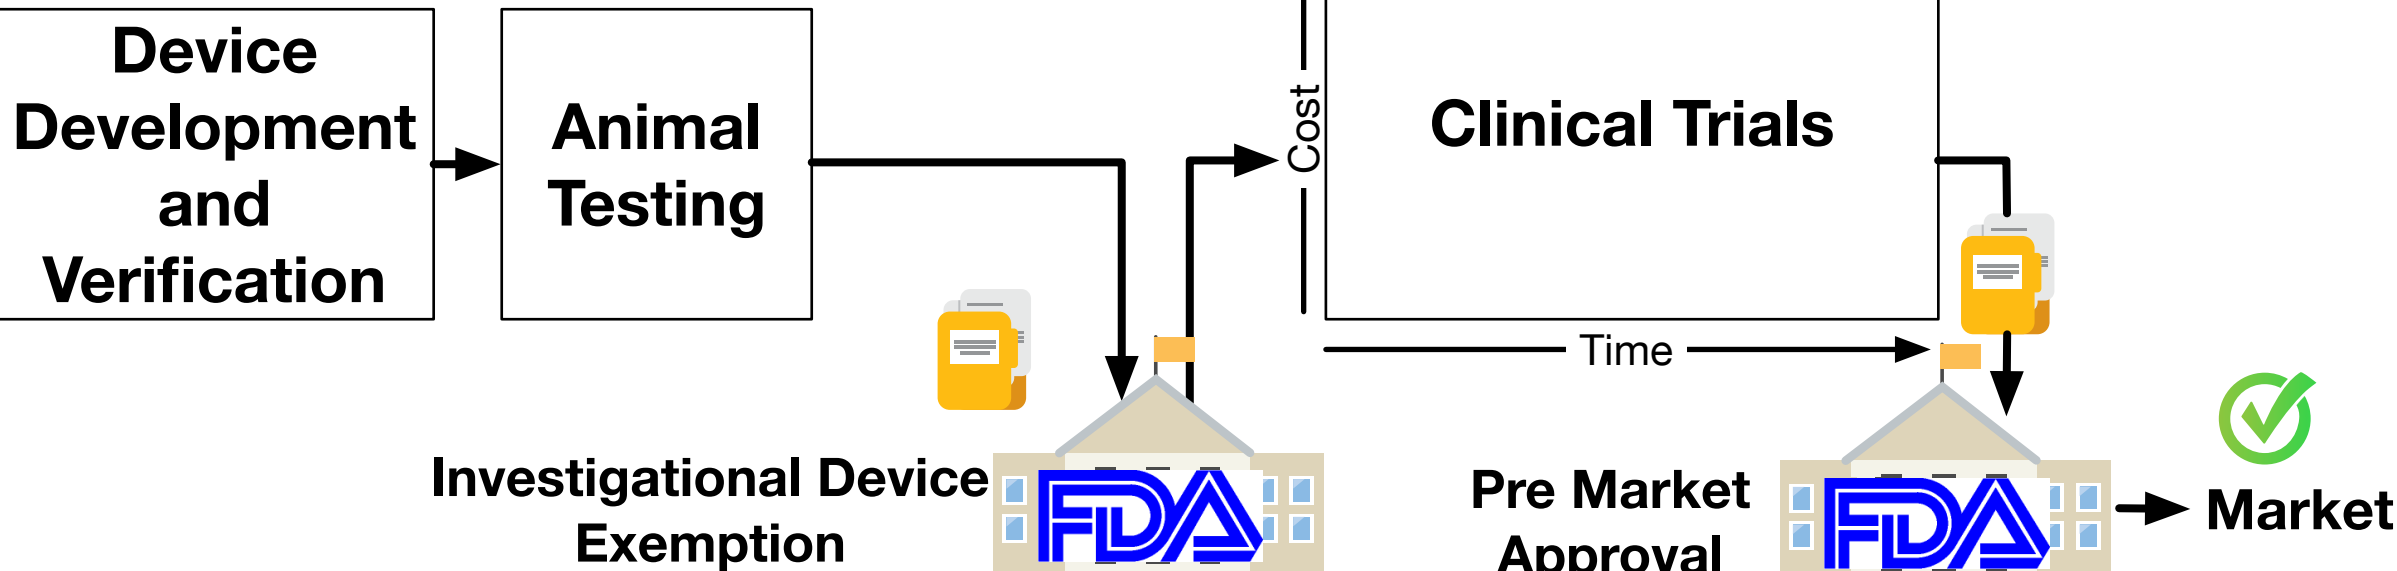 Device
Development
and
Verification
Animal
Testing
Cost
Clinical Trials
Time
Investigational Device
Exemption
FDA
Pre Market
Approval
FDA
Market